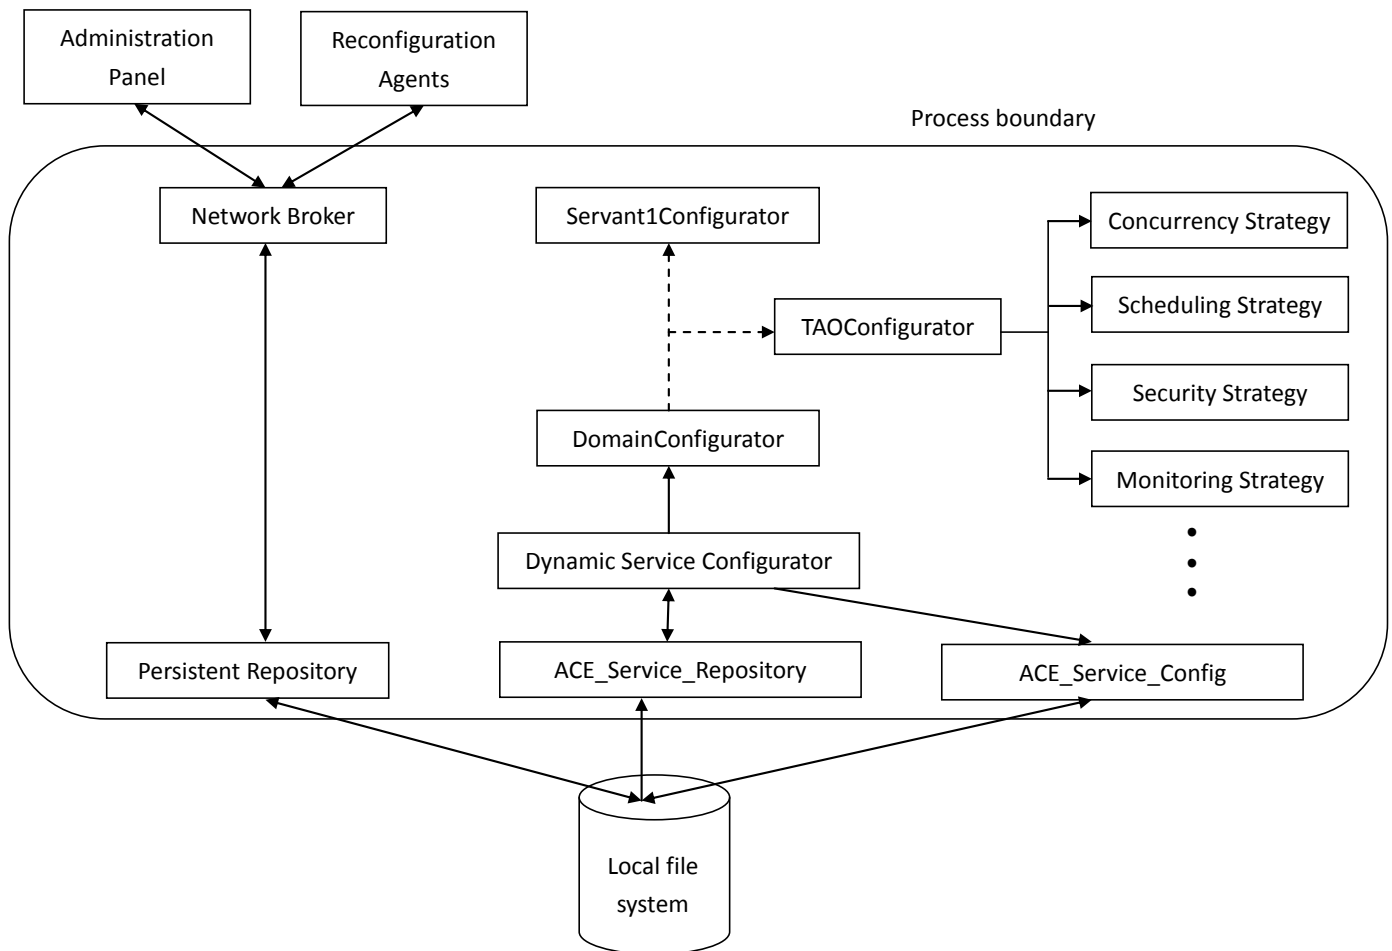 Administration
Panel
Reconfiguration
Agents
Process boundary
Network Broker
Servant1Configurator
Concurrency Strategy
Scheduling Strategy
TAOConfigurator
Security Strategy
DomainConfigurator
Monitoring Strategy
Dynamic Service Configurator
Persistent Repository
ACE_Service_Repository
ACE_Service_Config
Local file
system